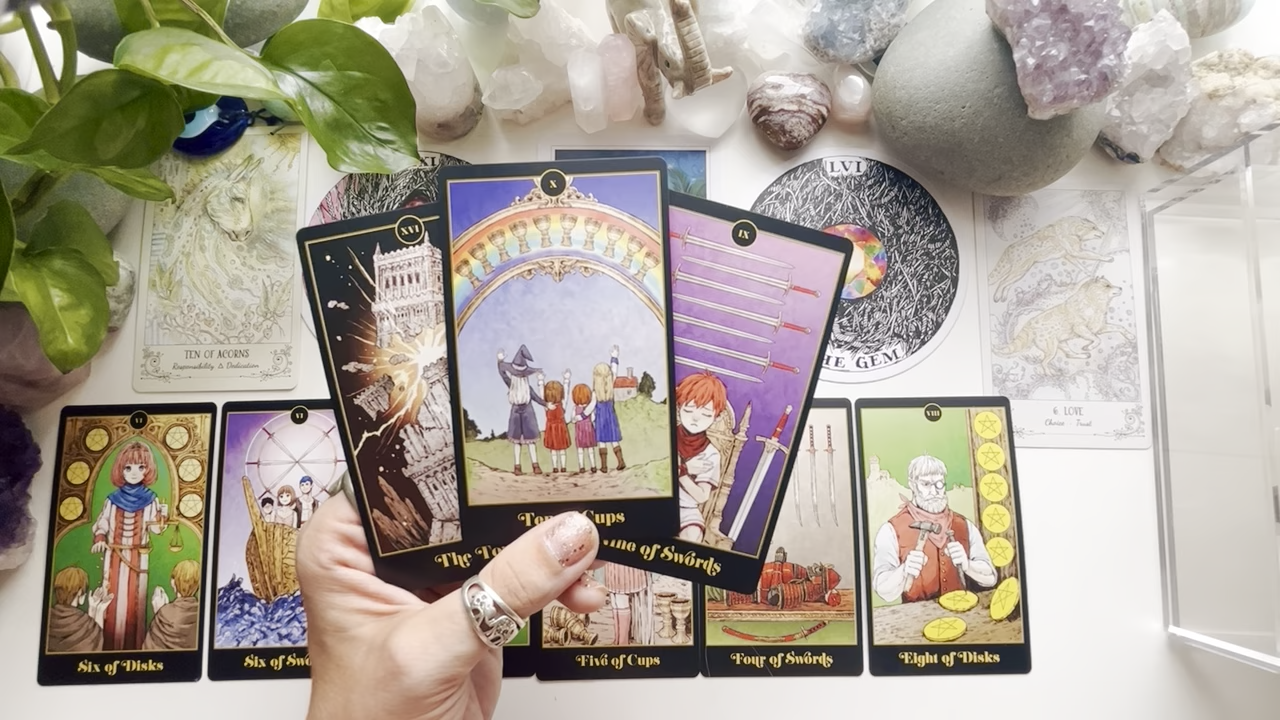 XI
LVI
THE GEM
TEN OF ACORNS
Responsibility & Dedication
6. LOVE
Choice Trust
XVI
The To
X
Ten Cups
IX
Nine of Swords
VI
Six of Disks
VI
Six of Swo
Five of Cups
Four of Swords
VIII
Eight of Disks